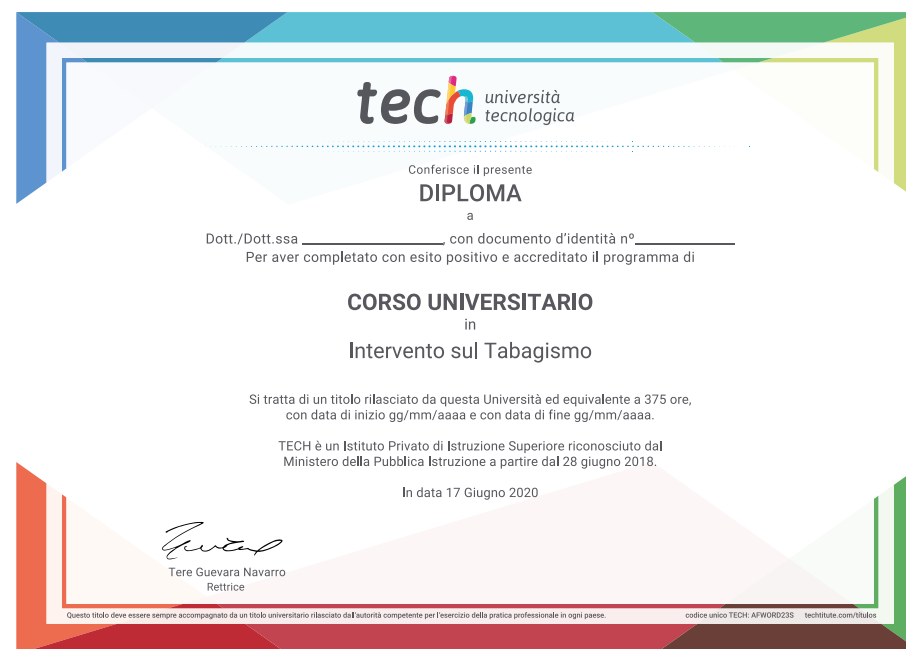 tech università
tecnologica
Conferisce il presente
DIPLOMA
a
Dott./Dott.ssa ____________________, con documento d'identità nº______________
Per aver completato con esito positivo e accreditato il programma di
CORSO UNIVERSITARIO
in
Intervento sul Tabagismo
Si tratta di un titolo rilasciato da questa Università ed equivalente a 375 ore,
con data di inizio gg/mm/aaaa e con data di fine gg/mm/aaaa.
TECH è un Istituto Privato di Istruzione Superiore riconosciuto dal
Ministero della Pubblica Istruzione a partire dal 28 giugno 2018.
In data 17 Giugno 2020
Tere Guevara Navarro
Rettrice
Questo titolo deve essere sempre accompagnato da un titolo universitario rilasciato dall'autorità competente per l'esercizio della pratica professionale in ogni paese. codice unico TECH: AFWORD23S techtitute.com/titulos